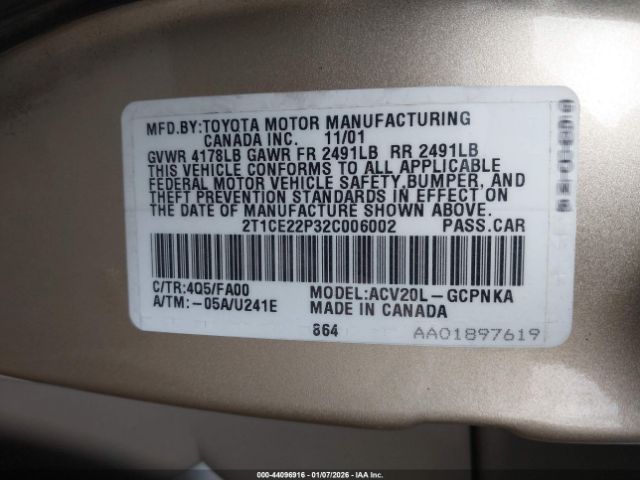 MFD.BY:TOYOTA MOTOR MANUFACTURING
CANADA INC. 11/01
GVWR 4178LB GAWR FR 2491LB RR 2491LB
THIS VEHICLE CONFORMS TO ALL APPLICABLE
FEDERAL MOTOR VEHICLE SAFETY,BUMPER, AND
THEFT PREVENTION STANDARDS IN EFFECT ON
THE DATE OF MANUFACTURE SHOWN ABOVE.
2T1CE22P32C006002 PASS.CAR
C/TR:4Q5/FA00 MODEL:ACV20L-GCPNKA
A/TM:-05A/U241E MADE IN CANADA
864 AA01897619
000-44096916 | 01/07/2026 | IAA Inc.